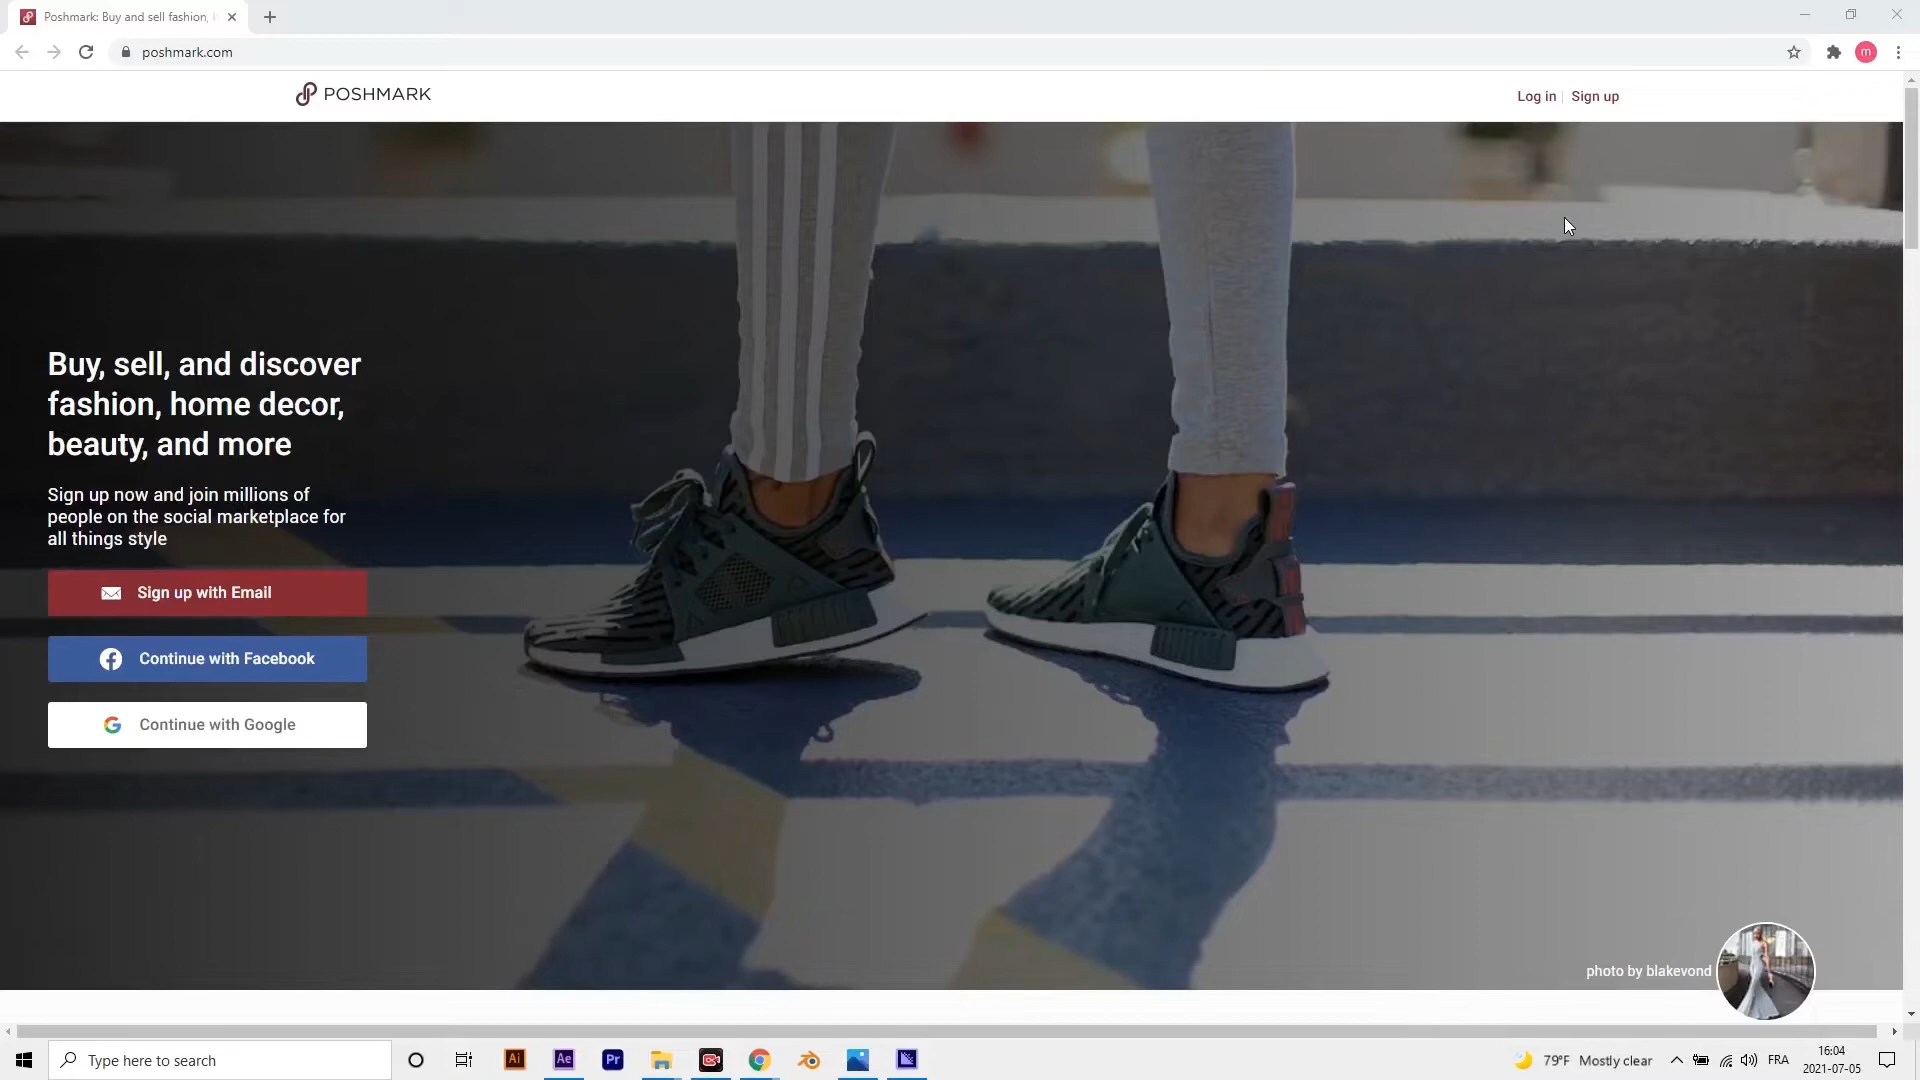 Poshmark: Buy and sell fashion,
poshmark.com
POSHMARK
Log in
Sign up
Buy, sell, and discover
fashion, home decor,
beauty, and more
Sign up now and join millions of
people on the social marketplace for
all things style
Sign up with Email
Continue with Facebook
Continue with Google
photo by blakevond
Type here to search
Ai
Ae
Pr
79°F Mostly clear
FRA
16:04
2021-07-05
m